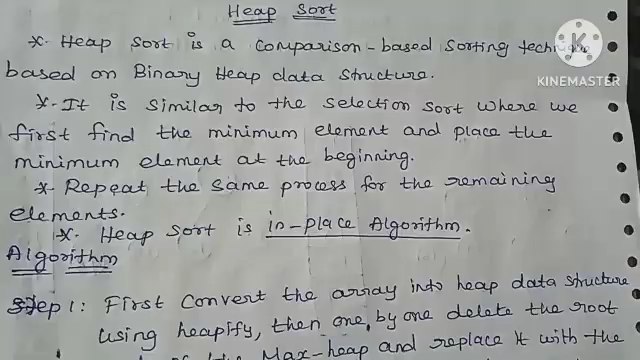 Heap Sort
*. Heap sort is a comparison-based sorting
based on Binary Heap data structure.
*. It is similar to the selection sort where we
first find the minimum element and place the
minimum element at the beginning.
* Repeat the same process for the remaining
elements.
*. Heap sort is in-place Algorithm.
Algorithm
Step 1: First convert the array into heap data structure
using heapify, then one by one delete the root
of the Max-heap and replace it with the
KINEMASTER